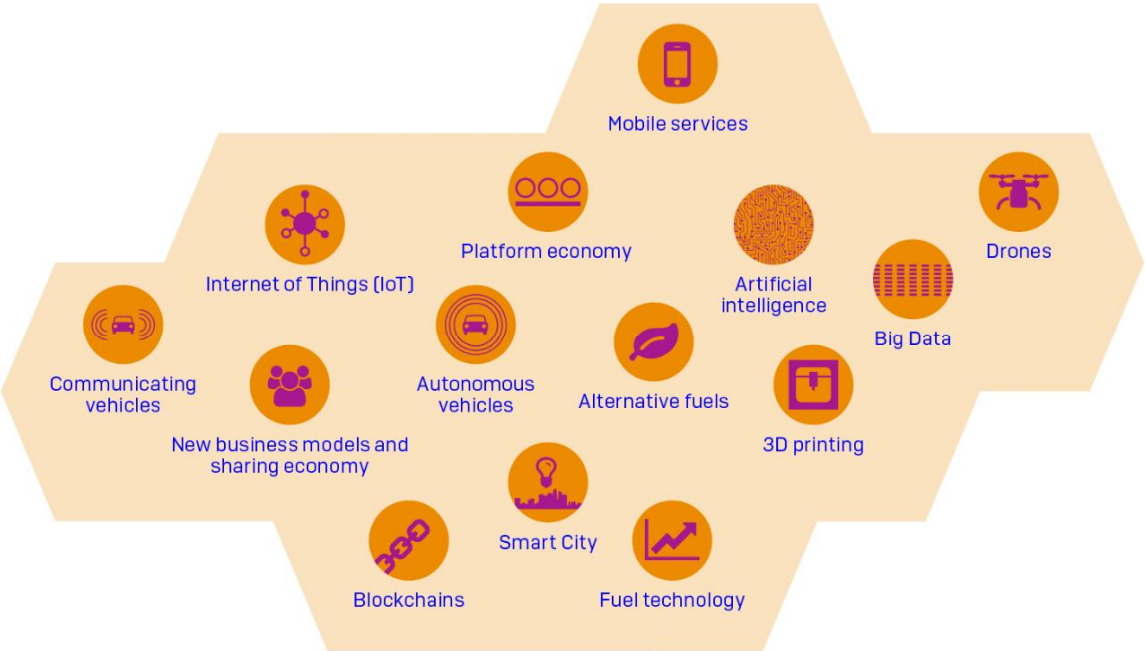 Mobile services
Platform economy
Drones
Internet of Things (IoT)
Artificial
intelligence
Big Data
Communicating
vehicles
Autonomous
vehicles
Alternative fuels
New business models and
sharing economy
3D printing
Smart City
Blockchains
Fuel technology